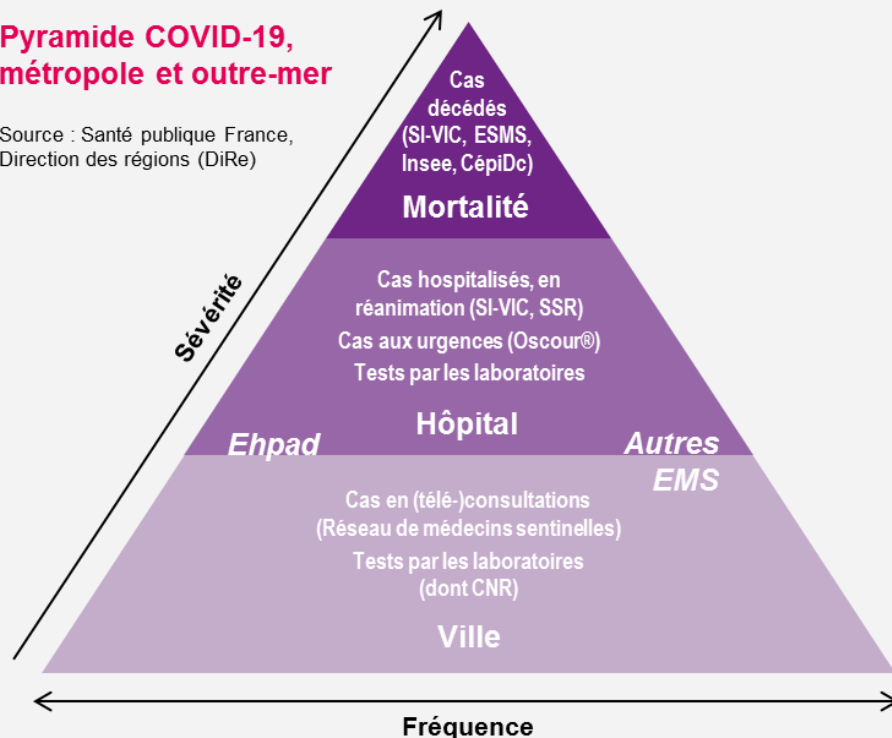 Pyramide COVID-19,
métropole et outre-mer
Source : Santé publique France,
Direction des régions (DiRe)
Sévérité
Cas
décédés
(SI-VIC, ESMS,
Insee, CépiDc)
Mortalité
Cas hospitalisés, en
réanimation (SI-VIC, SSR)
Cas aux urgences (Oscour®)
Tests par les laboratoires
Hôpital
Ehpad
Autres
EMS
Cas en (télé-)consultations
(Réseau de médecins sentinelles)
Tests par les laboratoires
(dont CNR)
Ville
Fréquence